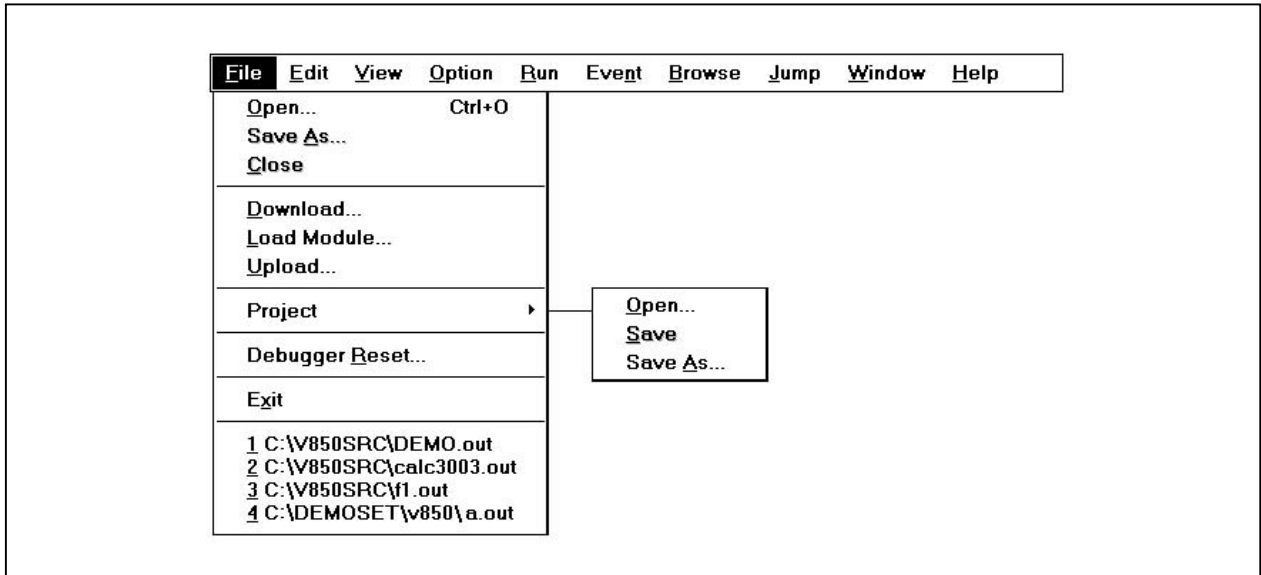 File Edit View Option Run Event Browse Jump Window Help
Open... Ctrl+O
Save As...
Close
Download...
Load Module...
Upload...
Project
Open...
Save
Save As...
Debugger Reset...
Exit
1 C:\V850SRC\DEMO.out
2 C:\V850SRC\calc3003.out
3 C:\V850SRC\f1.out
4 C:\DEMOSET\v850\a.out